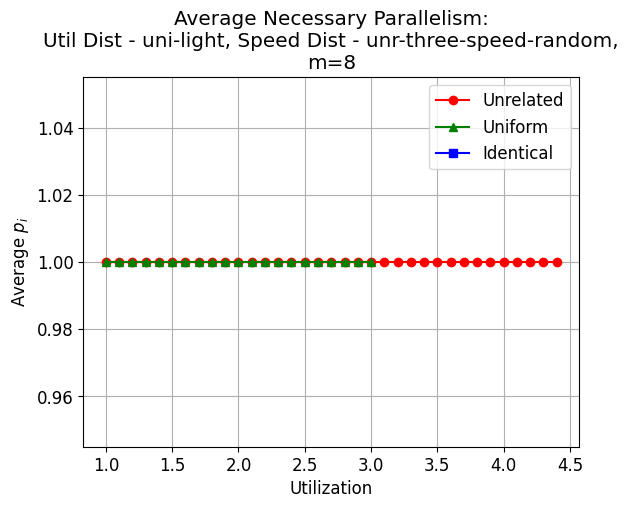 Average Necessary Parallelism:
Util Dist - uni-light, Speed Dist - unr-three-speed-random,
m=8
Unrelated
Uniform
Identical
1.04
1.02
1.00
0.98
0.96
Average p_i
1.0 1.5 2.0 2.5 3.0 3.5 4.0 4.5
Utilization